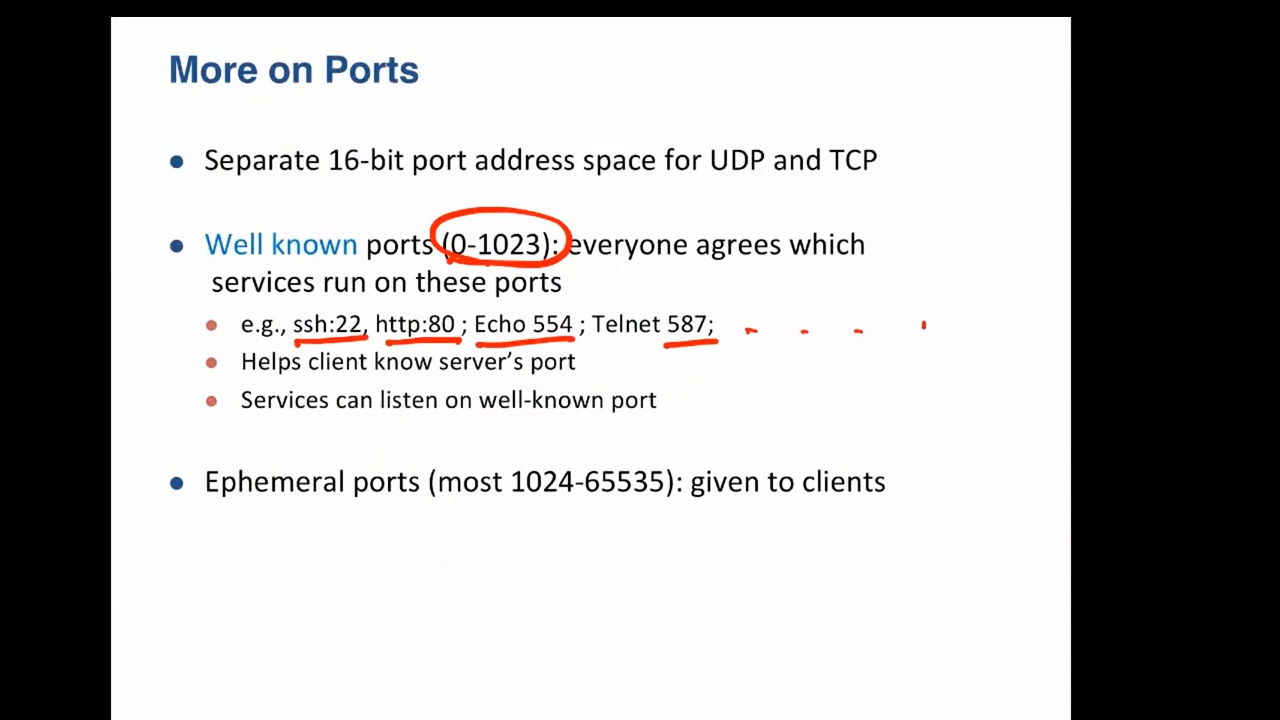 More on Ports
Separate 16-bit port address space for UDP and TCP
Well known ports (0-1023): everyone agrees which
services run on these ports
e.g., ssh:22, http:80 ; Echo 554 ; Telnet 587;
Helps client know server’s port
Services can listen on well-known port
Ephemeral ports (most 1024-65535): given to clients